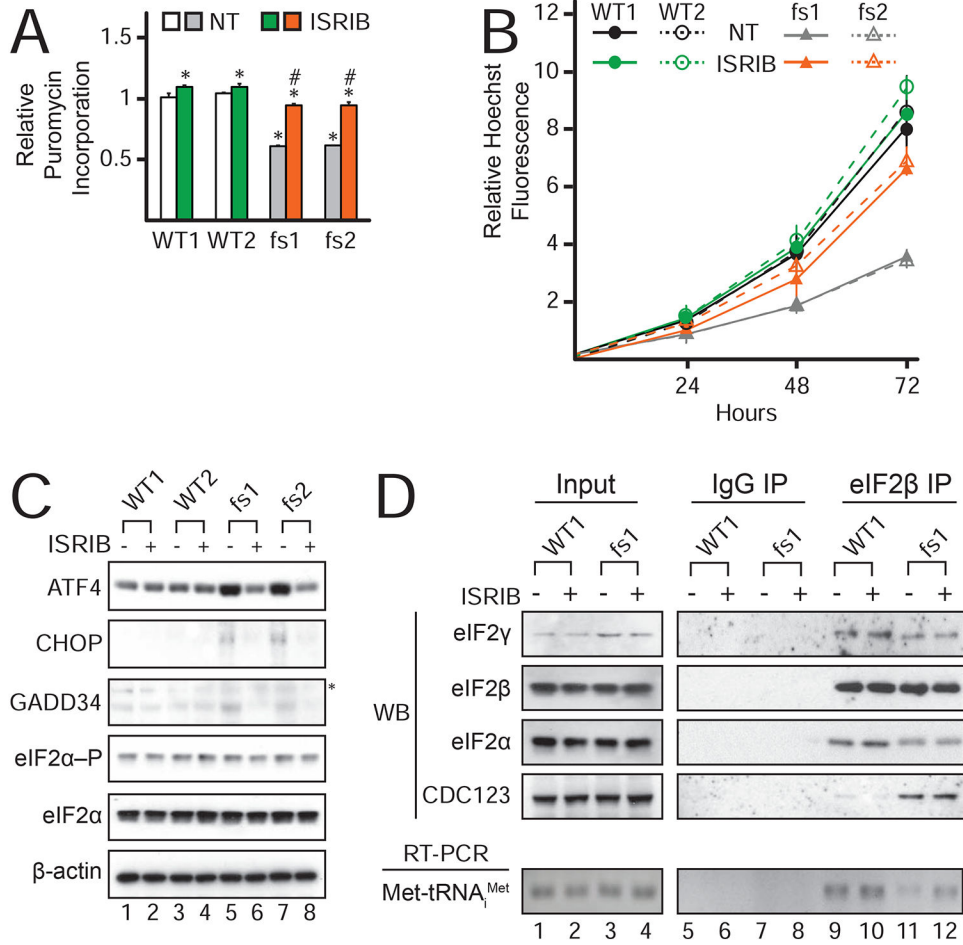 A
NT ISRIB
1.5
1
0.5
Relative
Puromycin
Incorporation
* * * # * * # *
WT1 WT2 fs1 fs2
B
WT1 WT2 fs1 fs2
NT
ISRIB
12
10
8
6
4
2
Relative Hoechst
Fluorescence
24 48 72
Hours
C
WT1 WT2 fs1 fs2
ISRIB - + - + - + - +
ATF4
CHOP
GADD34 *
eIF2α–P
eIF2α
β-actin
1 2 3 4 5 6 7 8
D
Input IgG IP eIF2β IP
WT1 fs1 WT1 fs1 WT1 fs1
ISRIB - + - + - + - + - + - +
WB
eIF2γ
eIF2β
eIF2α
CDC123
RT-PCR
Met-tRNAiMet
1 2 3 4 5 6 7 8 9 10 11 12